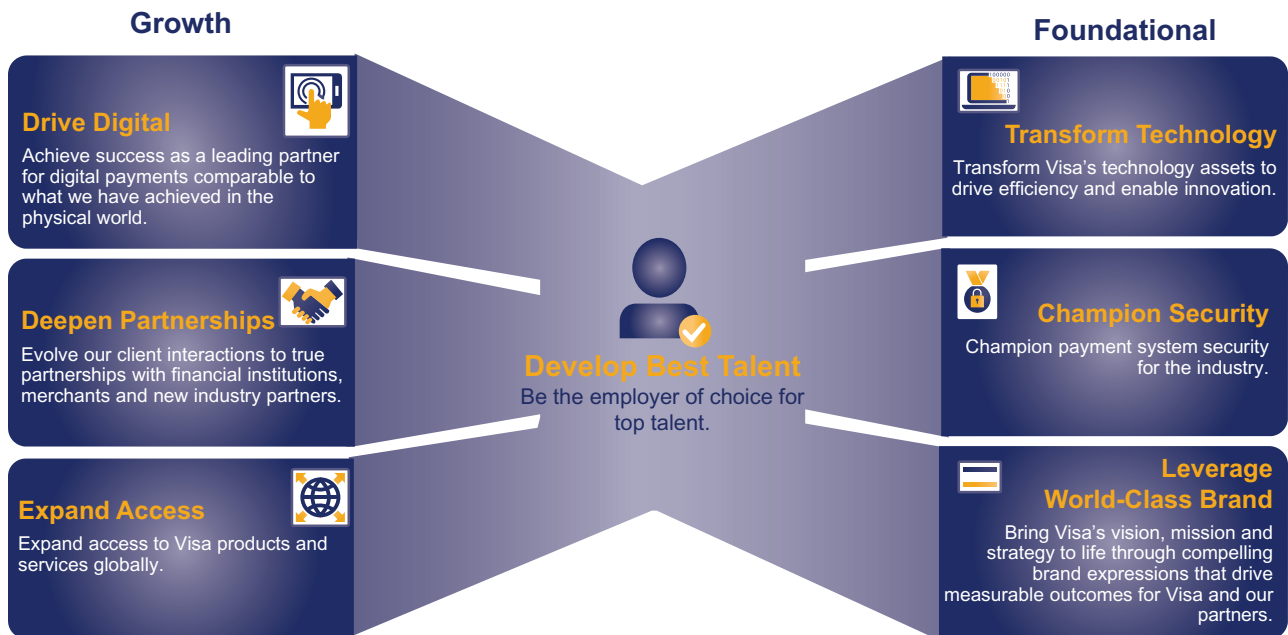 Growth
Drive Digital
Achieve success as a leading partner
for digital payments comparable to
what we have achieved in the
physical world.
Deepen Partnerships
Evolve our client interactions to true
partnerships with financial institutions,
merchants and new industry partners.
Expand Access
Expand access to Visa products and
services globally.
Develop Best Talent
Be the employer of choice for
top talent.
Foundational
100000
Transform Technology
Transform Visa’s technology assets to
drive efficiency and enable innovation.
Champion Security
Champion payment system security
for the industry.
Leverage
World-Class Brand
Bring Visa’s vision, mission and
strategy to life through compelling
brand expressions that drive
measurable outcomes for Visa and our
partners.